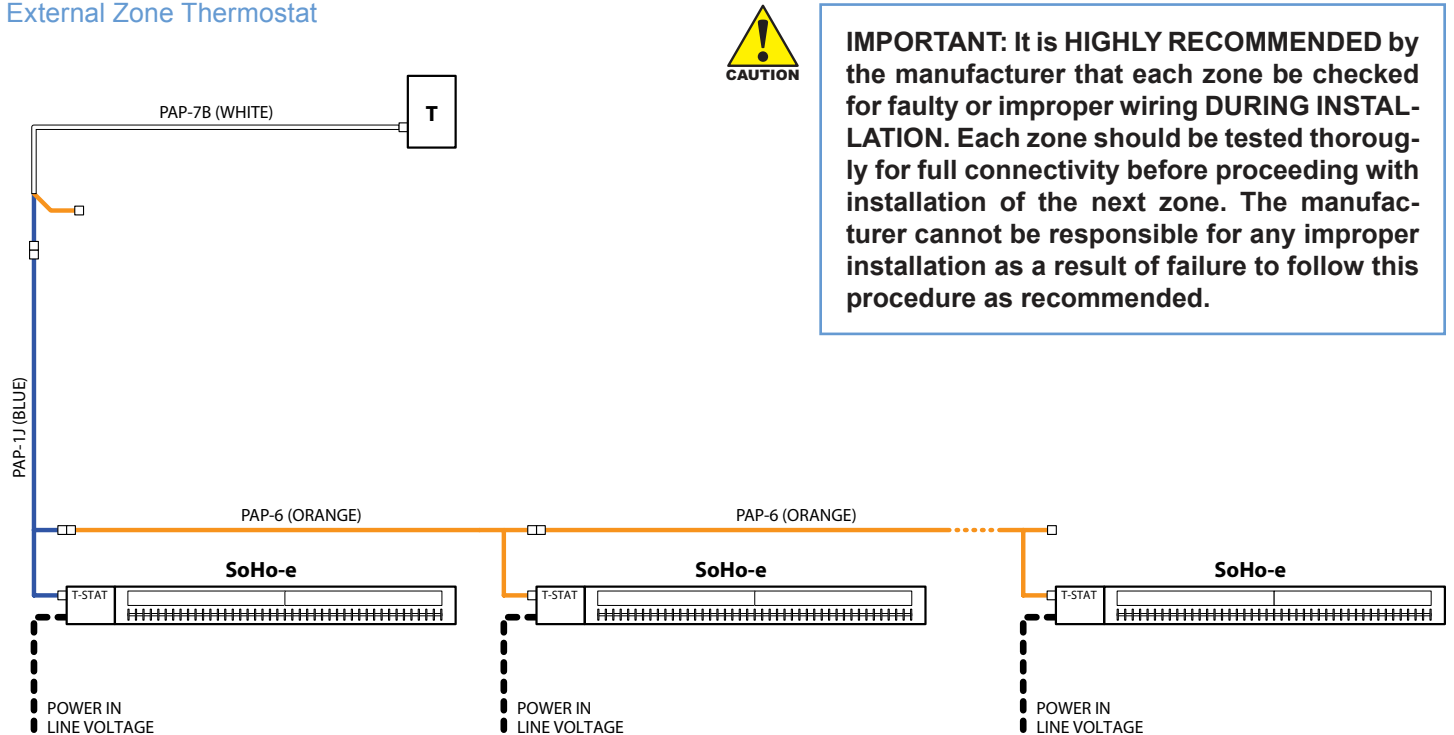 External Zone Thermostat
CAUTION
IMPORTANT: It is HIGHLY RECOMMENDED by
the manufacturer that each zone be checked
for faulty or improper wiring DURING INSTAL-
LATION. Each zone should be tested thoroug-
ly for full connectivity before proceeding with
installation of the next zone. The manufac-
turer cannot be responsible for any improper
installation as a result of failure to follow this
procedure as recommended.
PAP-7B (WHITE)
T
PAP-1J (BLUE)
PAP-6 (ORANGE)
PAP-6 (ORANGE)
SoHo-e
SoHo-e
SoHo-e
T-STAT
T-STAT
T-STAT
POWER IN
LINE VOLTAGE
POWER IN
LINE VOLTAGE
POWER IN
LINE VOLTAGE